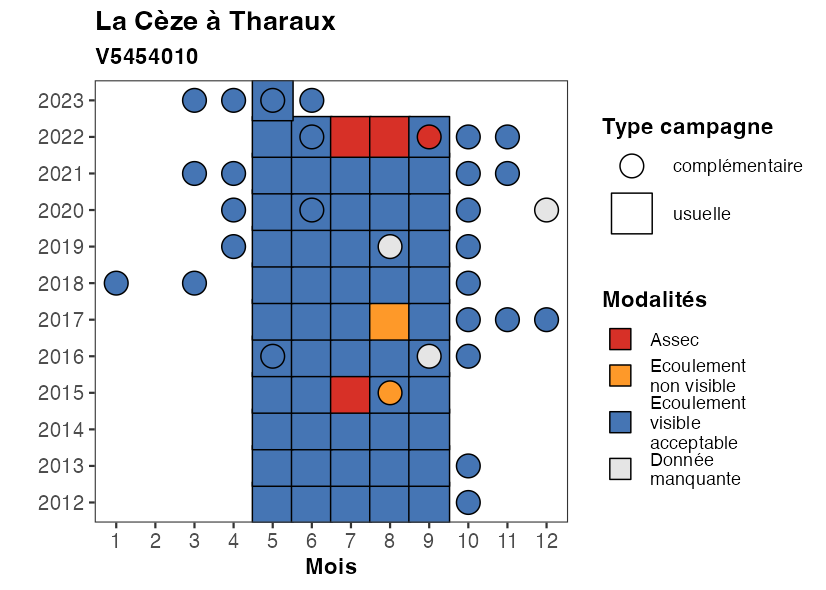 La Cèze à Tharaux
V5454010
2023
2022
2021
2020
2019
2018
2017
2016
2015
2014
2013
2012
1 2 3 4 5 6 7 8 9 10 11 12
Mois
Type campagne
complémentaire
usuelle
Modalités
Assec
Ecoulement
non visible
Ecoulement
visible
acceptable
Donnée
manquante